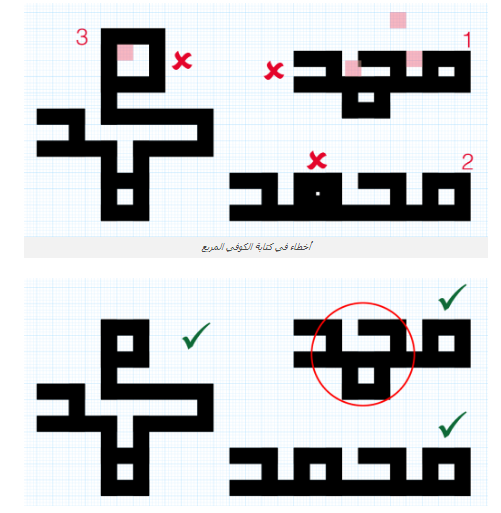 3 محمد ✘ ✘ محمد 1
✘ محمد 2
أخطاء في كتابة الكوفي المربع
محمد ✓ محمد ✓
محمد ✓